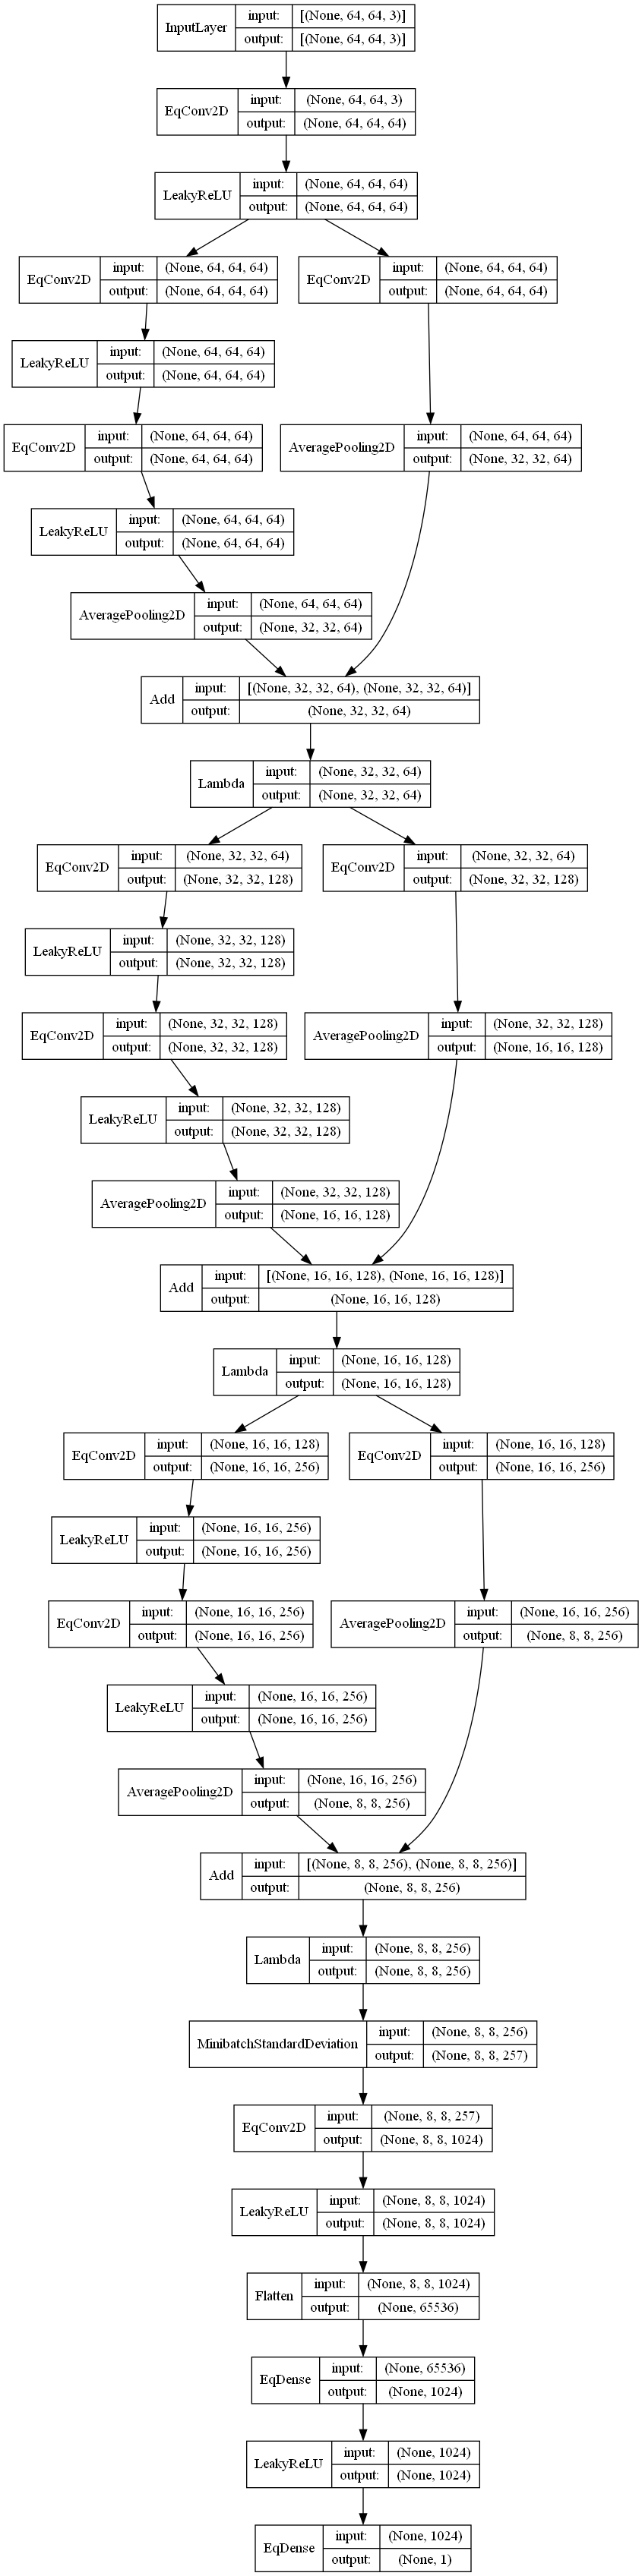 InputLayer
input: [(None, 64, 64, 3)]
output: [(None, 64, 64, 3)]
EqConv2D
input: (None, 64, 64, 3)
output: (None, 64, 64, 64)
LeakyReLU
input: (None, 64, 64, 64)
output: (None, 64, 64, 64)
EqConv2D
input: (None, 64, 64, 64)
output: (None, 64, 64, 64)
EqConv2D
input: (None, 64, 64, 64)
output: (None, 64, 64, 64)
LeakyReLU
input: (None, 64, 64, 64)
output: (None, 64, 64, 64)
EqConv2D
input: (None, 64, 64, 64)
output: (None, 64, 64, 64)
AveragePooling2D
input: (None, 64, 64, 64)
output: (None, 32, 32, 64)
LeakyReLU
input: (None, 64, 64, 64)
output: (None, 64, 64, 64)
AveragePooling2D
input: (None, 64, 64, 64)
output: (None, 32, 32, 64)
Add
input: [(None, 32, 32, 64), (None, 32, 32, 64)]
output: (None, 32, 32, 64)
Lambda
input: (None, 32, 32, 64)
output: (None, 32, 32, 64)
EqConv2D
input: (None, 32, 32, 64)
output: (None, 32, 32, 128)
EqConv2D
input: (None, 32, 32, 64)
output: (None, 32, 32, 128)
LeakyReLU
input: (None, 32, 32, 128)
output: (None, 32, 32, 128)
EqConv2D
input: (None, 32, 32, 128)
output: (None, 32, 32, 128)
AveragePooling2D
input: (None, 32, 32, 128)
output: (None, 16, 16, 128)
LeakyReLU
input: (None, 32, 32, 128)
output: (None, 32, 32, 128)
AveragePooling2D
input: (None, 32, 32, 128)
output: (None, 16, 16, 128)
Add
input: [(None, 16, 16, 128), (None, 16, 16, 128)]
output: (None, 16, 16, 128)
Lambda
input: (None, 16, 16, 128)
output: (None, 16, 16, 128)
EqConv2D
input: (None, 16, 16, 128)
output: (None, 16, 16, 256)
EqConv2D
input: (None, 16, 16, 128)
output: (None, 16, 16, 256)
LeakyReLU
input: (None, 16, 16, 256)
output: (None, 16, 16, 256)
EqConv2D
input: (None, 16, 16, 256)
output: (None, 16, 16, 256)
AveragePooling2D
input: (None, 16, 16, 256)
output: (None, 8, 8, 256)
LeakyReLU
input: (None, 16, 16, 256)
output: (None, 16, 16, 256)
AveragePooling2D
input: (None, 16, 16, 256)
output: (None, 8, 8, 256)
Add
input: [(None, 8, 8, 256), (None, 8, 8, 256)]
output: (None, 8, 8, 256)
Lambda
input: (None, 8, 8, 256)
output: (None, 8, 8, 256)
MinibatchStandardDeviation
input: (None, 8, 8, 256)
output: (None, 8, 8, 257)
EqConv2D
input: (None, 8, 8, 257)
output: (None, 8, 8, 1024)
LeakyReLU
input: (None, 8, 8, 1024)
output: (None, 8, 8, 1024)
Flatten
input: (None, 8, 8, 1024)
output: (None, 65536)
EqDense
input: (None, 65536)
output: (None, 1024)
LeakyReLU
input: (None, 1024)
output: (None, 1024)
EqDense
input: (None, 1024)
output: (None, 1)